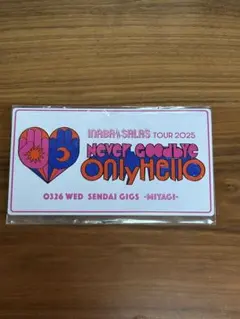 INABA/SALAS TOUR 2025
Never Goodbye
Only Hello
0326 WED SENDAI GIGS -MIYAGI-